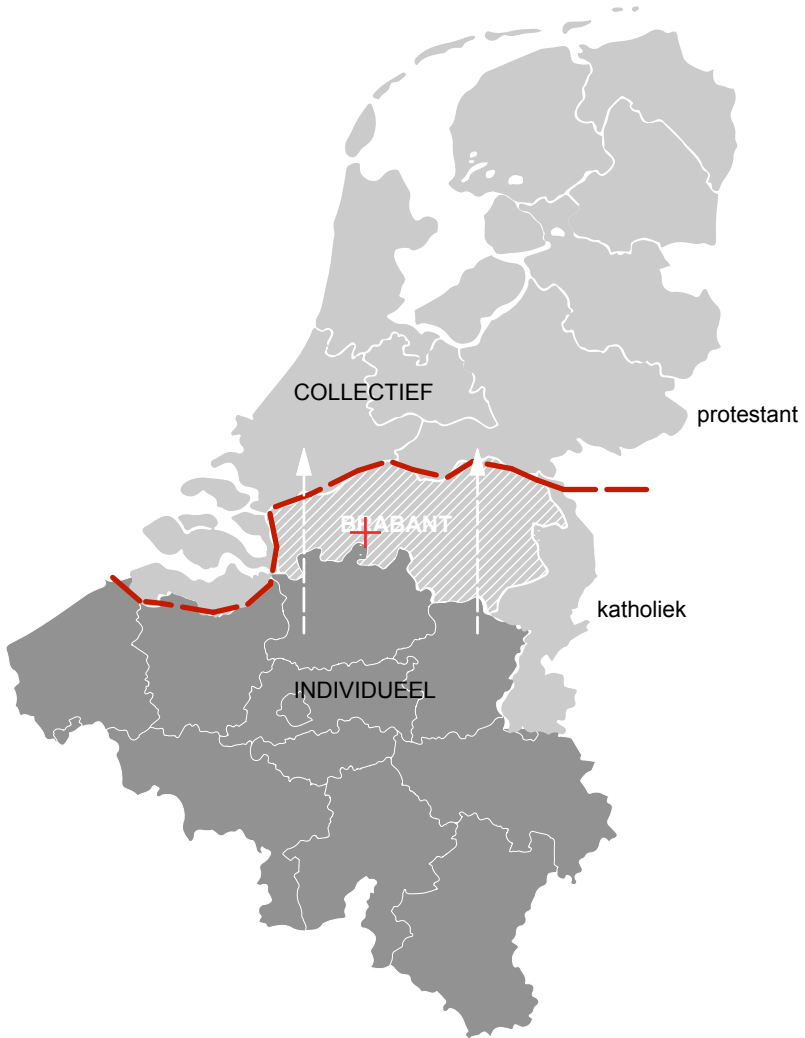 COLLECTIEF
protestant
BRABANT
katholiek
INDIVIDUEEL